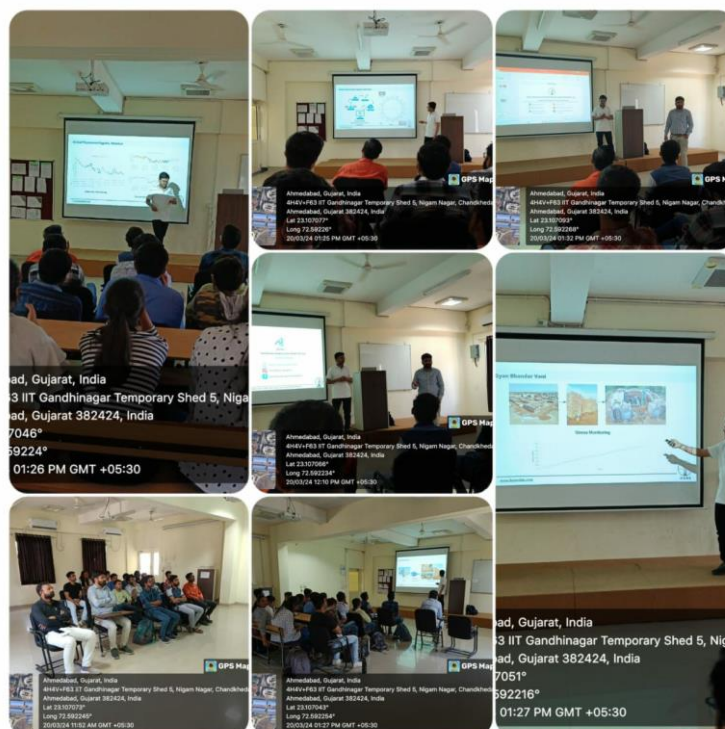 ad, Gujarat, India
63 IIT Gandhinagar Temporary Shed 5, Niga
ad, Gujarat 382424, India
7046°
59224°
01:26 PM GMT +05:30
GPS Map
Ahmedabad, Gujarat, India
4H4V+F63 IIT Gandhinagar Temporary Shed 5, Nigam Nagar, Chandkheda
Ahmedabad, Gujarat 382424, India
Lat 23.107077°
Long 72.59226°
20/03/24 01:25 PM GMT +05:30
GPS M
Ahmedabad, Gujarat, India
4H4V+F63 IIT Gandhinagar Temporary Shed 5, Nigam Nagar, Chandkh
Ahmedabad, Gujarat 382424, India
Lat 23.107093°
Long 72.592268°
20/03/24 01:32 PM GMT +05:30
GPS Map
Ahmedabad, Gujarat, India
4H4V+F63 IIT Gandhinagar Temporary Shed 5, Nigam Nagar, Chandkheda
Ahmedabad, Gujarat 382424, India
Lat 23.107066°
Long 72.592234°
20/03/24 12:10 PM GMT +05:30
Stress Monitoring
ad, Gujarat, India
63 IIT Gandhinagar Temporary Shed 5, Nig
ad, Gujarat 382424, India
7051°
592216°
01:27 PM GMT +05:30
GPS Map
Ahmedabad, Gujarat, India
4H4V+F63 IIT Gandhinagar Temporary Shed 5, Nigam Nagar, Chandkheda
Ahmedabad, Gujarat 382424, India
Lat 23.107073°
Long 72.592245°
20/03/24 11:52 AM GMT +05:30
GPS Map
Ahmedabad, Gujarat, India
4H4V+F63 IIT Gandhinagar Temporary Shed 5, Nigam Nagar, Chandkheda
Ahmedabad, Gujarat 382424, India
Lat 23.107043°
Long 72.592254°
20/03/24 01:27 PM GMT +05:30